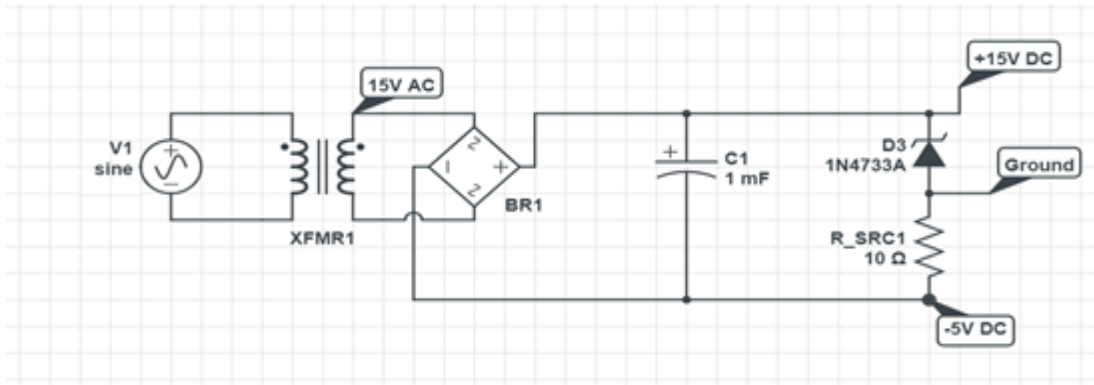 +15V DC
15V AC
V1
sine
D3
1N4733A
C1
1 mF
Ground
BR1
XFMR1
R_SRC1
10 Ω
-5V DC